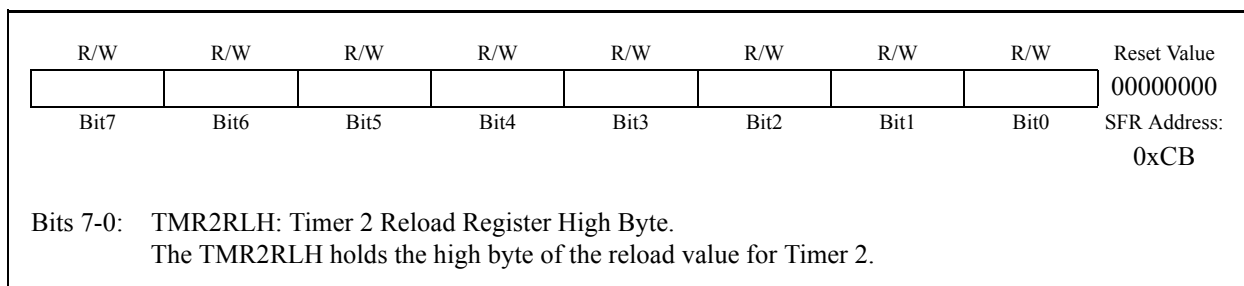 R/W R/W R/W R/W R/W R/W R/W R/W Reset Value
00000000
Bit7 Bit6 Bit5 Bit4 Bit3 Bit2 Bit1 Bit0 SFR Address:
0xCB
Bits 7-0: TMR2RLH: Timer 2 Reload Register High Byte.
The TMR2RLH holds the high byte of the reload value for Timer 2.